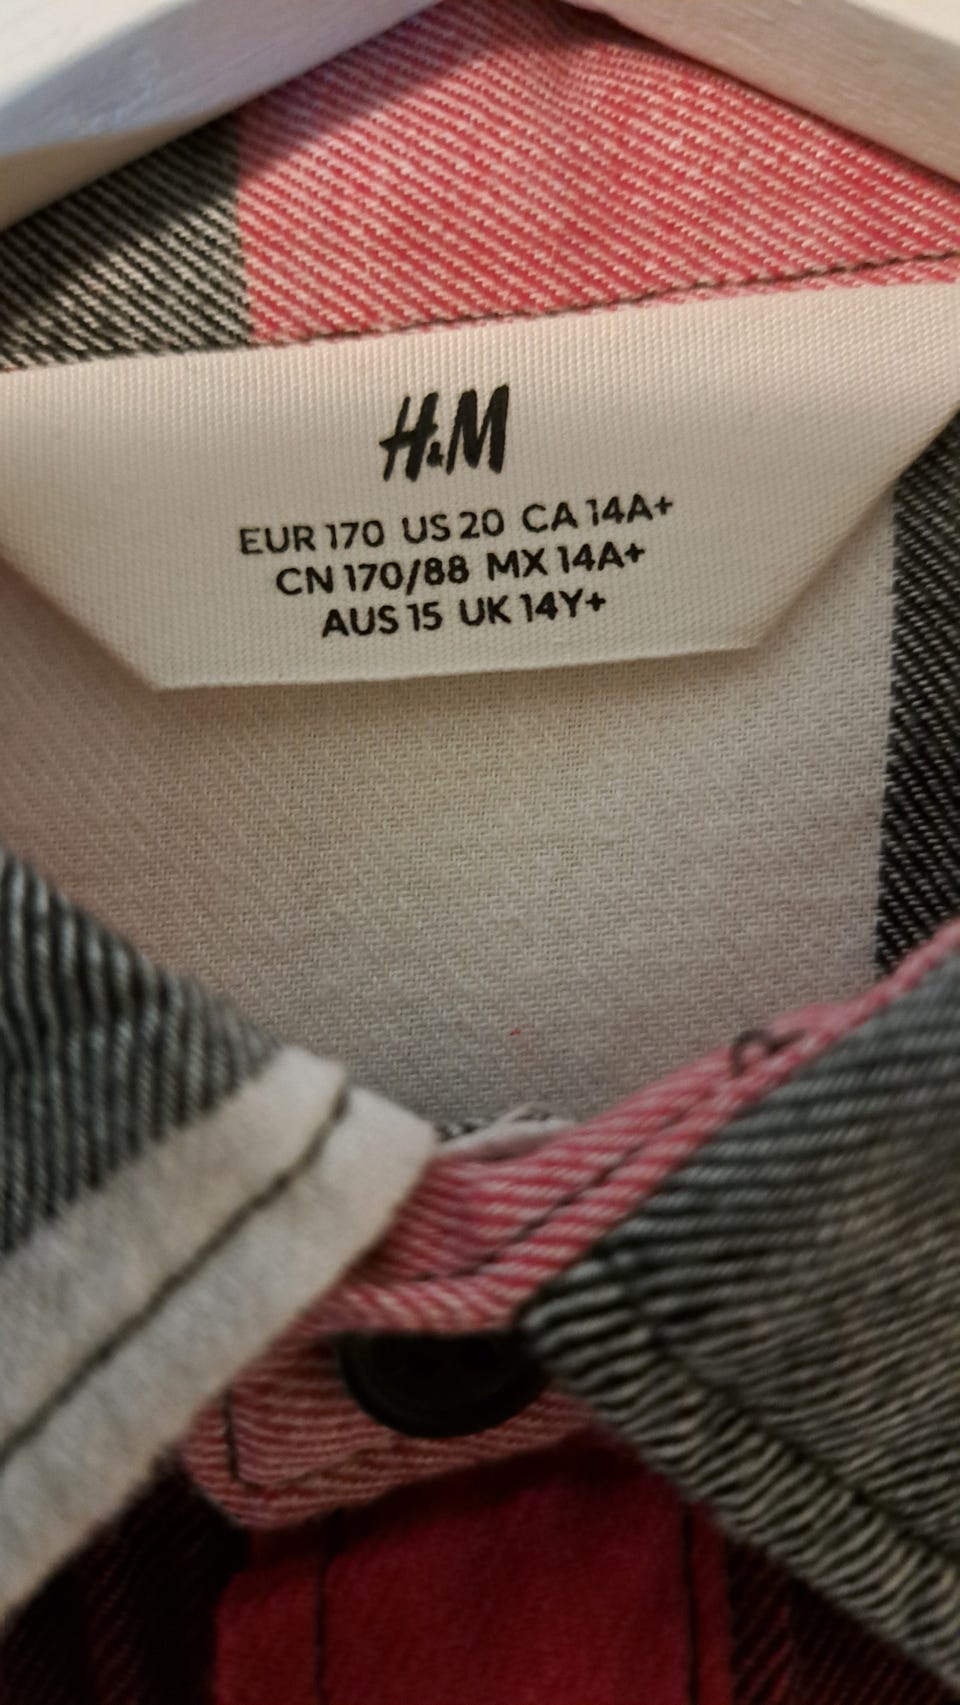 H&M
EUR 170 US 20 CA 14A+
CN 170/88 MX 14A+
AUS 15 UK 14Y+